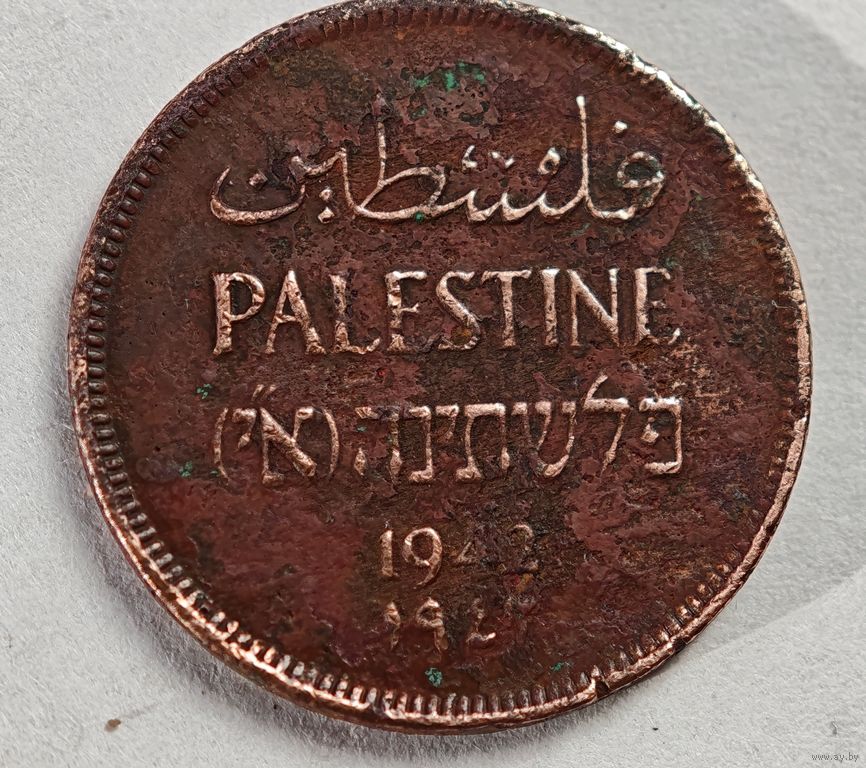 فلسطين
PALESTINE
פלשתינה (א״י)
1942
١٩٤٢
www.ay.by